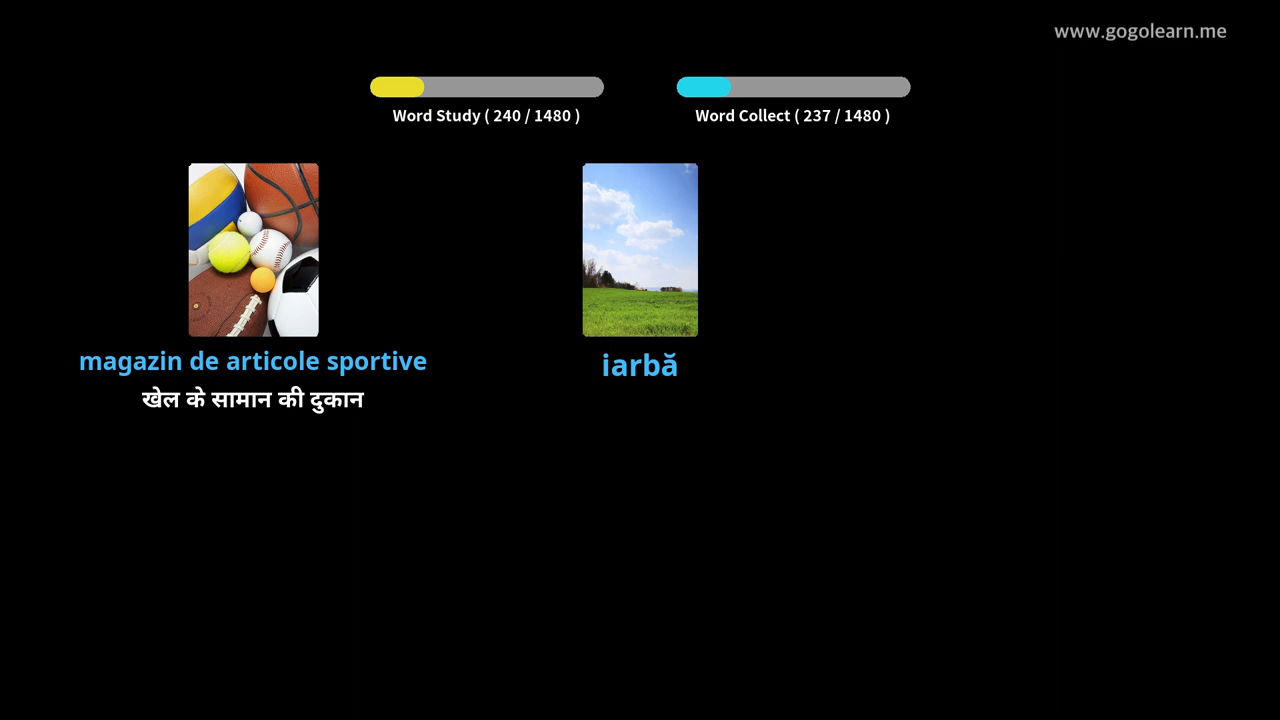 www.gogolearn.me
Word Study ( 240 / 1480 )
Word Collect ( 237 / 1480 )
magazin de articole sportive
खेल के सामान की दुकान
iarbă